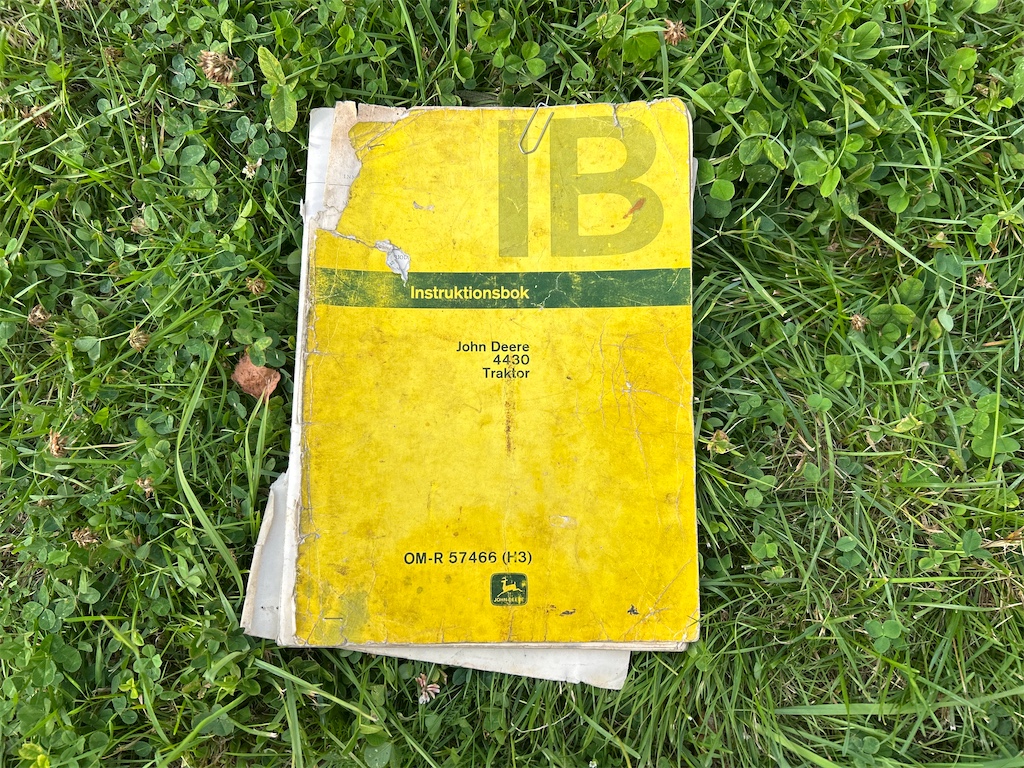 IB
Instruktionsbok
John Deere
4430
Traktor
OM-R 57466 (H3)
JOHN DEERE